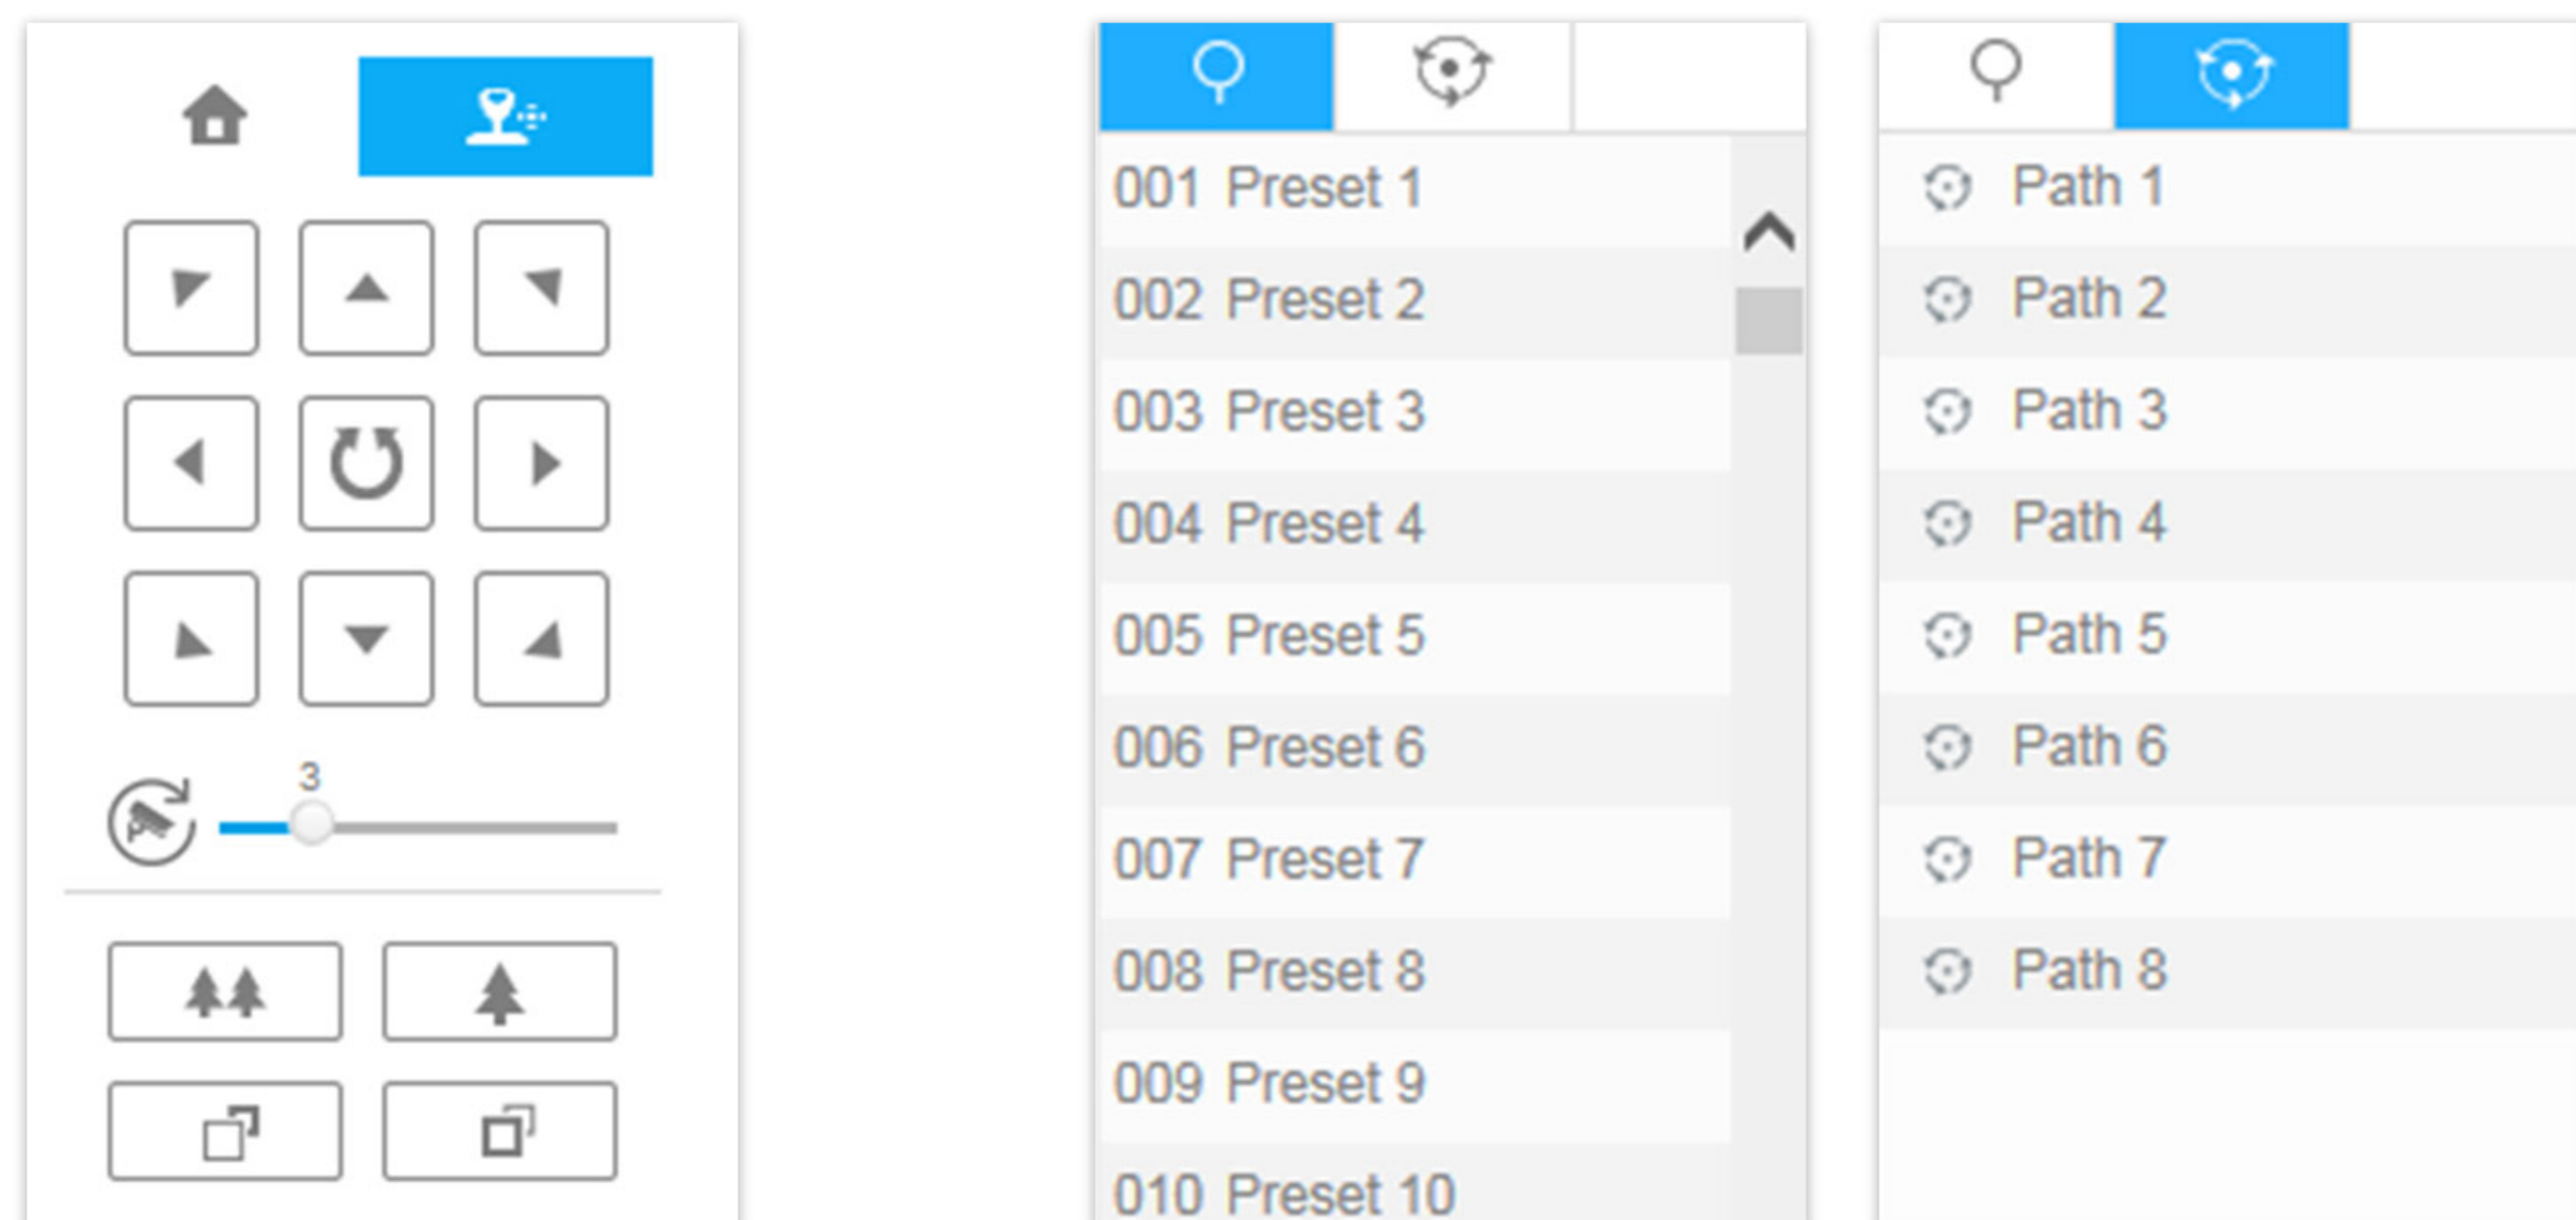 3
001 Preset 1
002 Preset 2
003 Preset 3
004 Preset 4
005 Preset 5
006 Preset 6
007 Preset 7
008 Preset 8
009 Preset 9
010 Preset 10
Path 1
Path 2
Path 3
Path 4
Path 5
Path 6
Path 7
Path 8